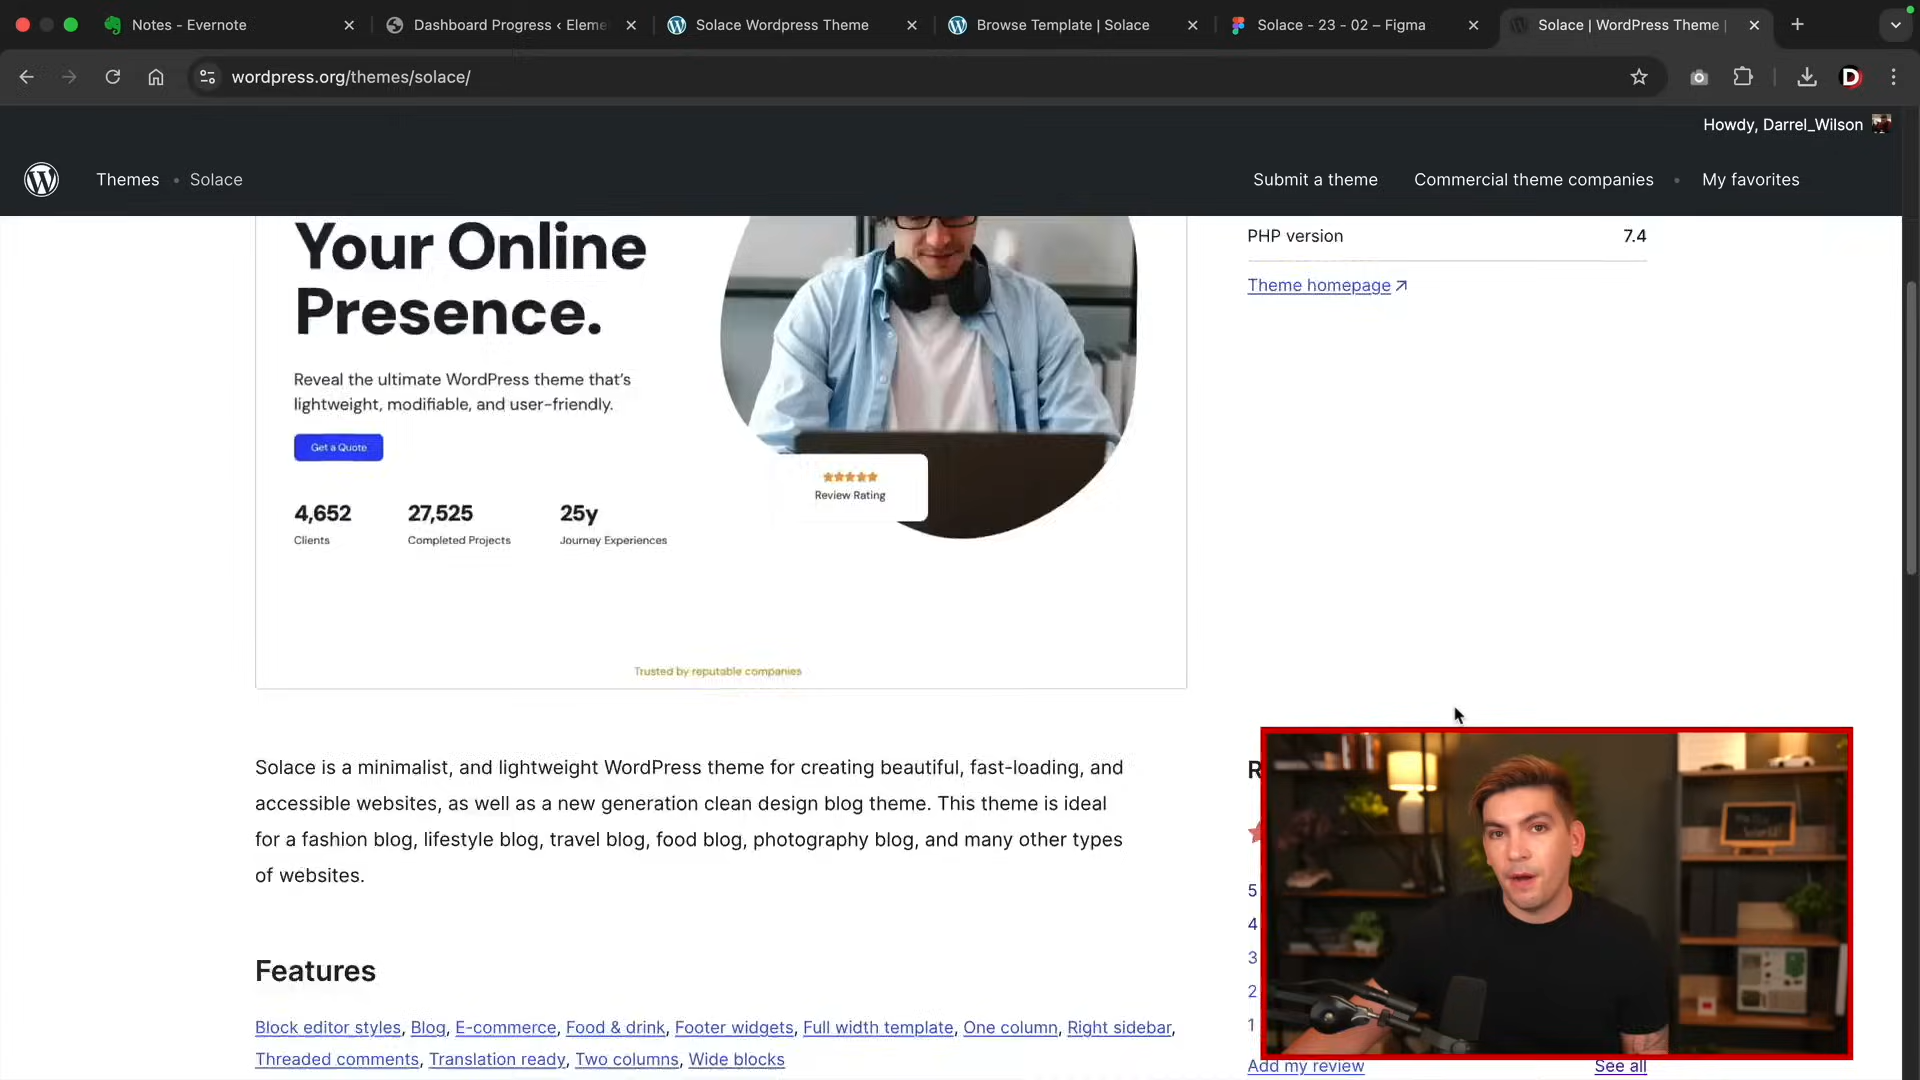 Notes - Evernote
Dashboard Progress ‹ Eleme
Solace Wordpress Theme
Browse Template | Solace
Solace - 23 - 02 – Figma
Solace | WordPress Theme |
wordpress.org/themes/solace/
D
Howdy, Darrel_Wilson
Themes • Solace
Submit a theme
Commercial theme companies • My favorites
Your Online
Presence.
Reveal the ultimate WordPress theme that's
lightweight, modifiable, and user-friendly.
Get a Quote
4,652
27,525
25y
Clients
Completed Projects
Journey Experiences
Review Rating
Trusted by reputable companies
PHP version 7.4
Theme homepage ↗
Solace is a minimalist, and lightweight WordPress theme for creating beautiful, fast-loading, and
accessible websites, as well as a new generation clean design blog theme. This theme is ideal
for a fashion blog, lifestyle blog, travel blog, food blog, photography blog, and many other types
of websites.
Features
Block editor styles, Blog, E-commerce, Food & drink, Footer widgets, Full width template, One column, Right sidebar,
Threaded comments, Translation ready, Two columns, Wide blocks
R
5
4
3
2
1
Add my review
See all